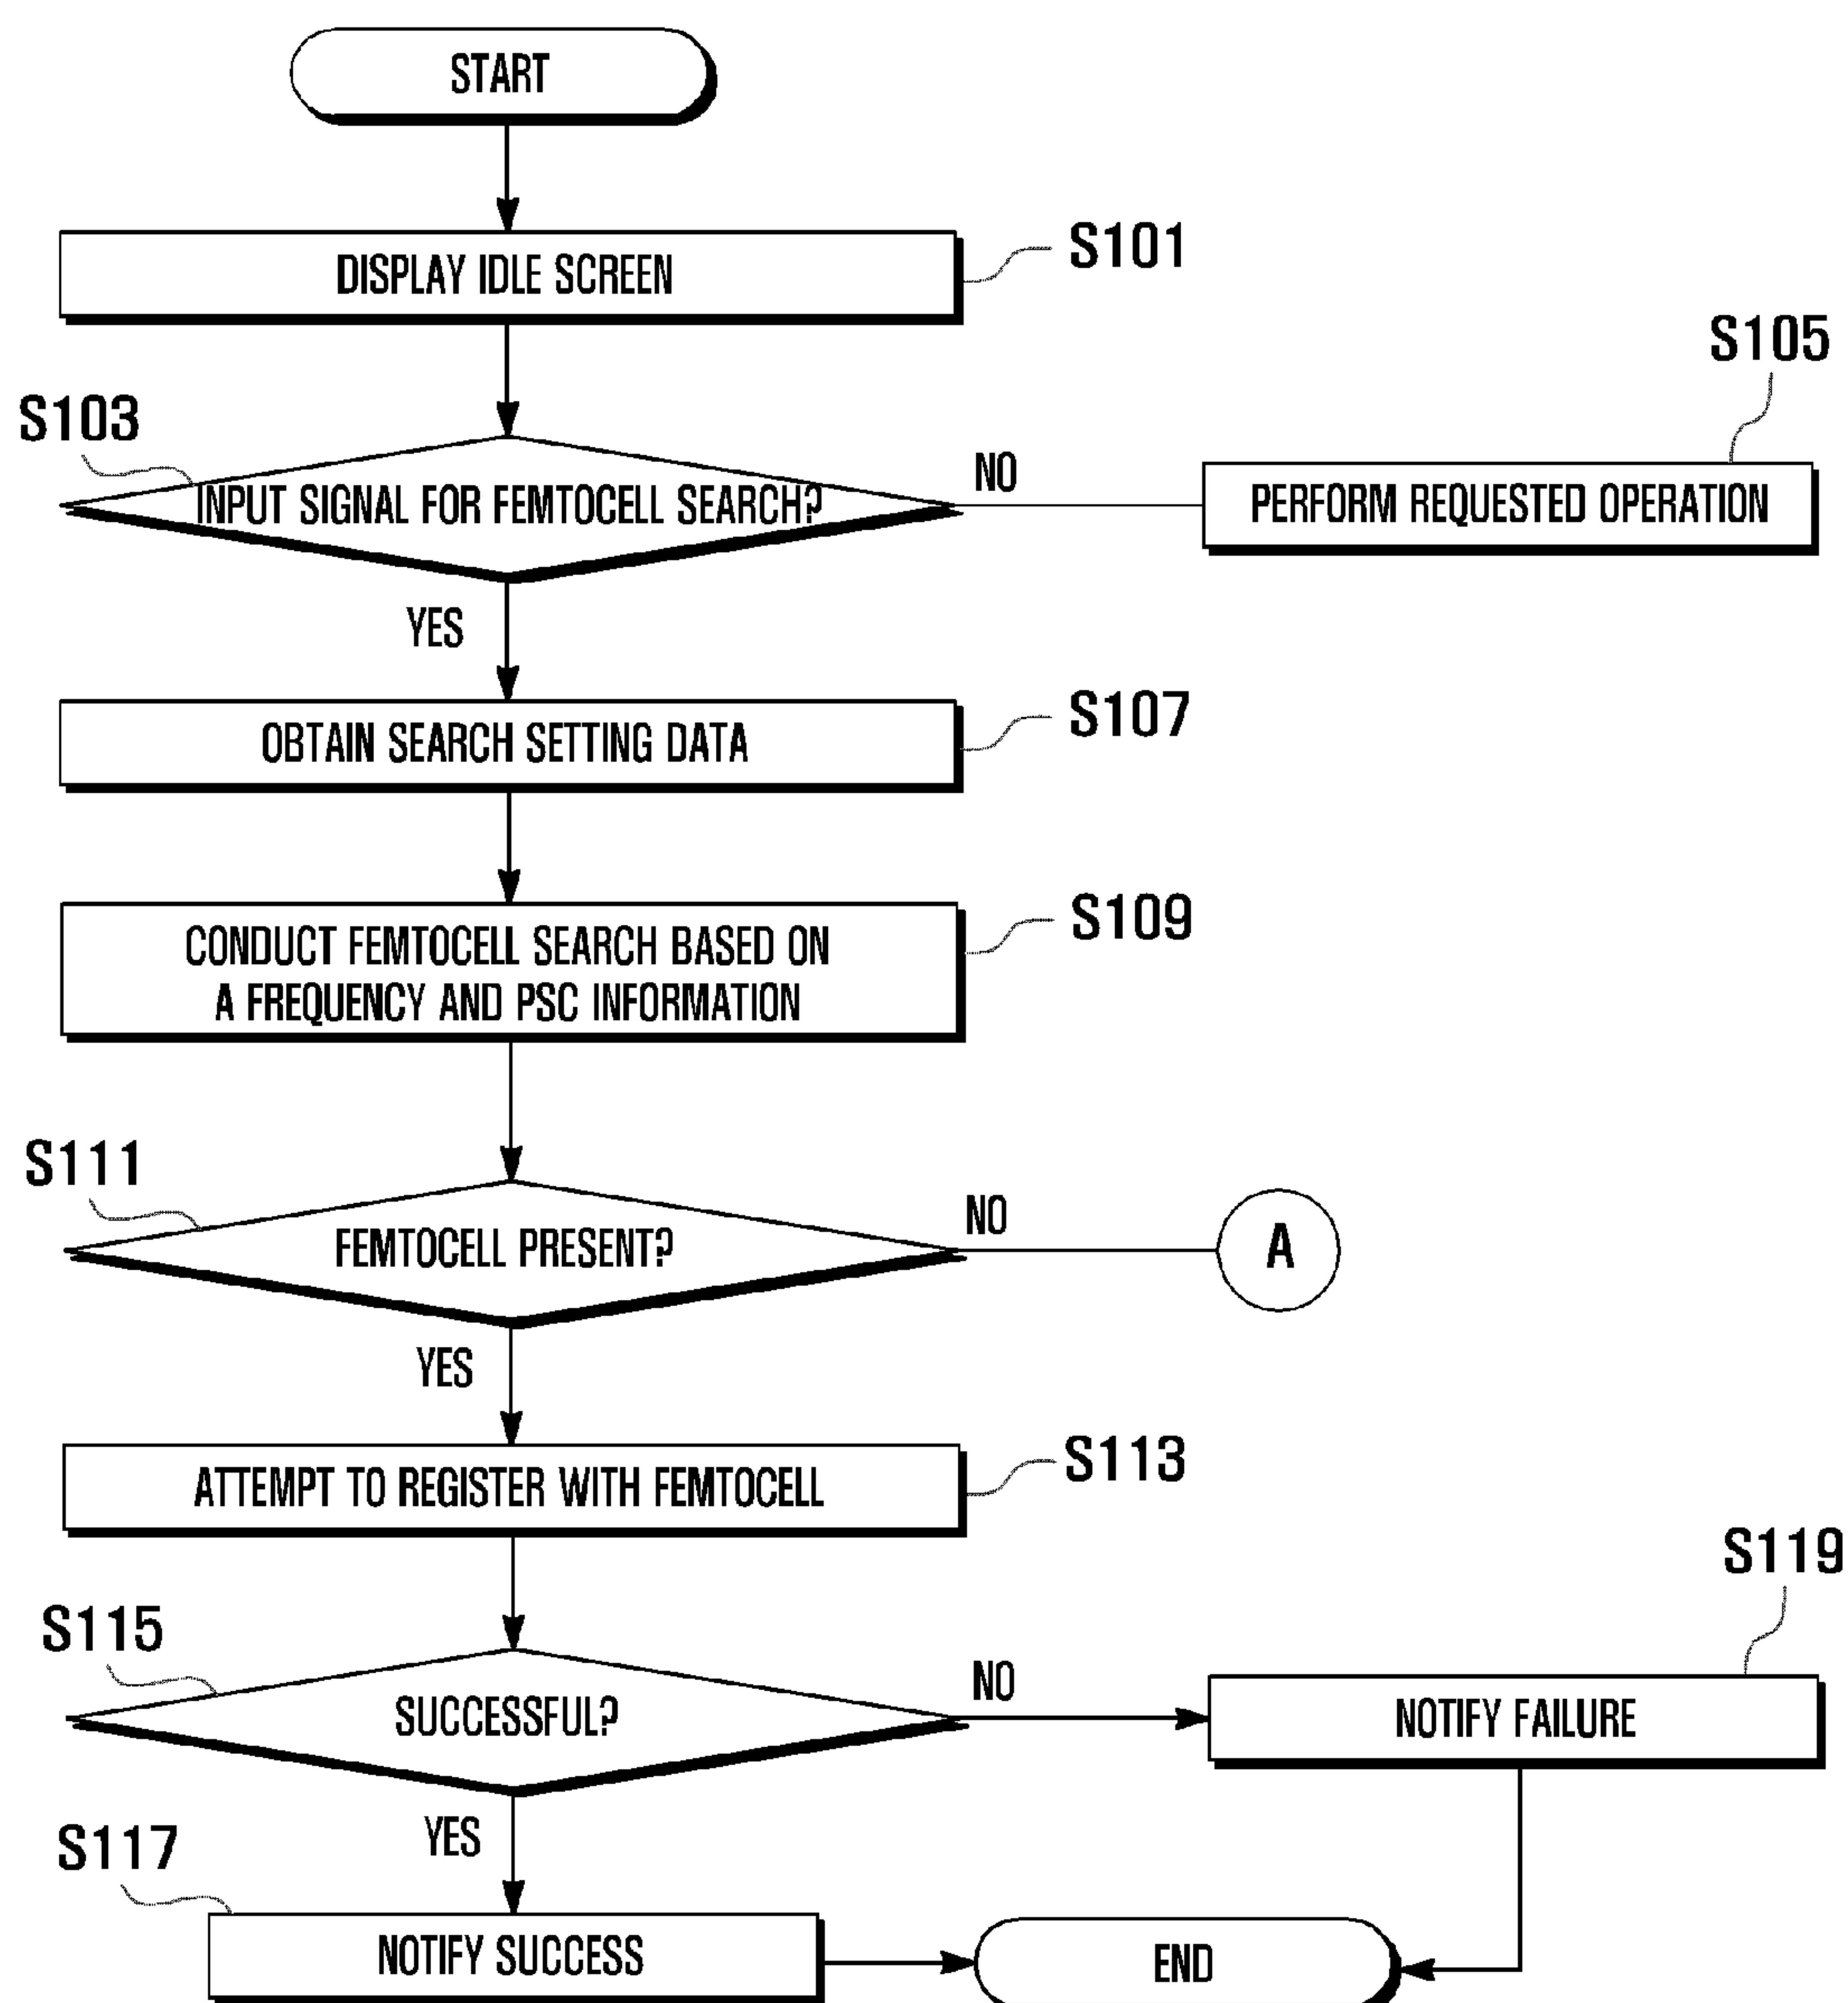 START
DISPLAY IDLE SCREEN
S101
S105
S103
INPUT SIGNAL FOR FEMTOCELL SEARCH?
NO
PERFORM REQUESTED OPERATION
YES
OBTAIN SEARCH SETTING DATA
S107
CONDUCT FEMTOCELL SEARCH BASED ON
A FREQUENCY AND PSC INFORMATION
S109
S111
FEMTOCELL PRESENT?
NO
A
YES
ATTEMPT TO REGISTER WITH FEMTOCELL
S113
S119
S115
SUCCESSFUL?
NO
NOTIFY FAILURE
YES
S117
NOTIFY SUCCESS
END